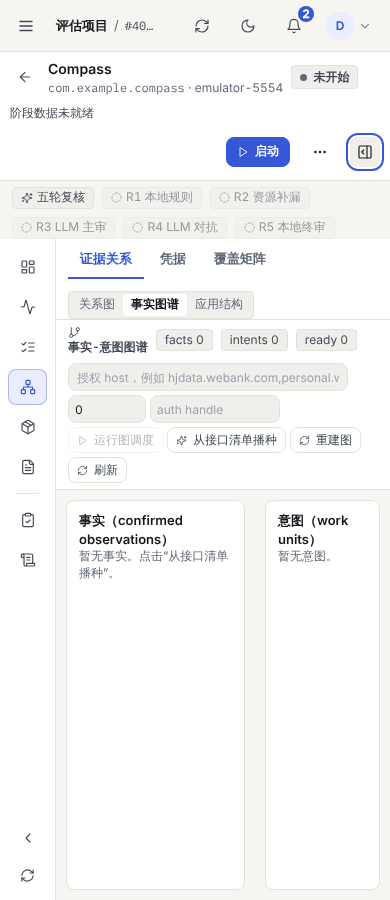 评估项目 / #40…
2
D
Compass
com.example.compass · emulator-5554
未开始
阶段数据未就绪
启动
五轮复核
R1 本地规则
R2 资源补漏
R3 LLM 主审
R4 LLM 对抗
R5 本地终审
证据关系
凭据
覆盖矩阵
关系图
事实图谱
应用结构
事实-意图图谱
facts 0
intents 0
ready 0
授权 host，例如 hjdata.webank.com,personal.v
0
auth handle
运行图调度
从接口清单播种
重建图
刷新
事实（confirmed
observations）
暂无事实。点击“从接口清单
播种”。
意图（work
units）
暂无意图。